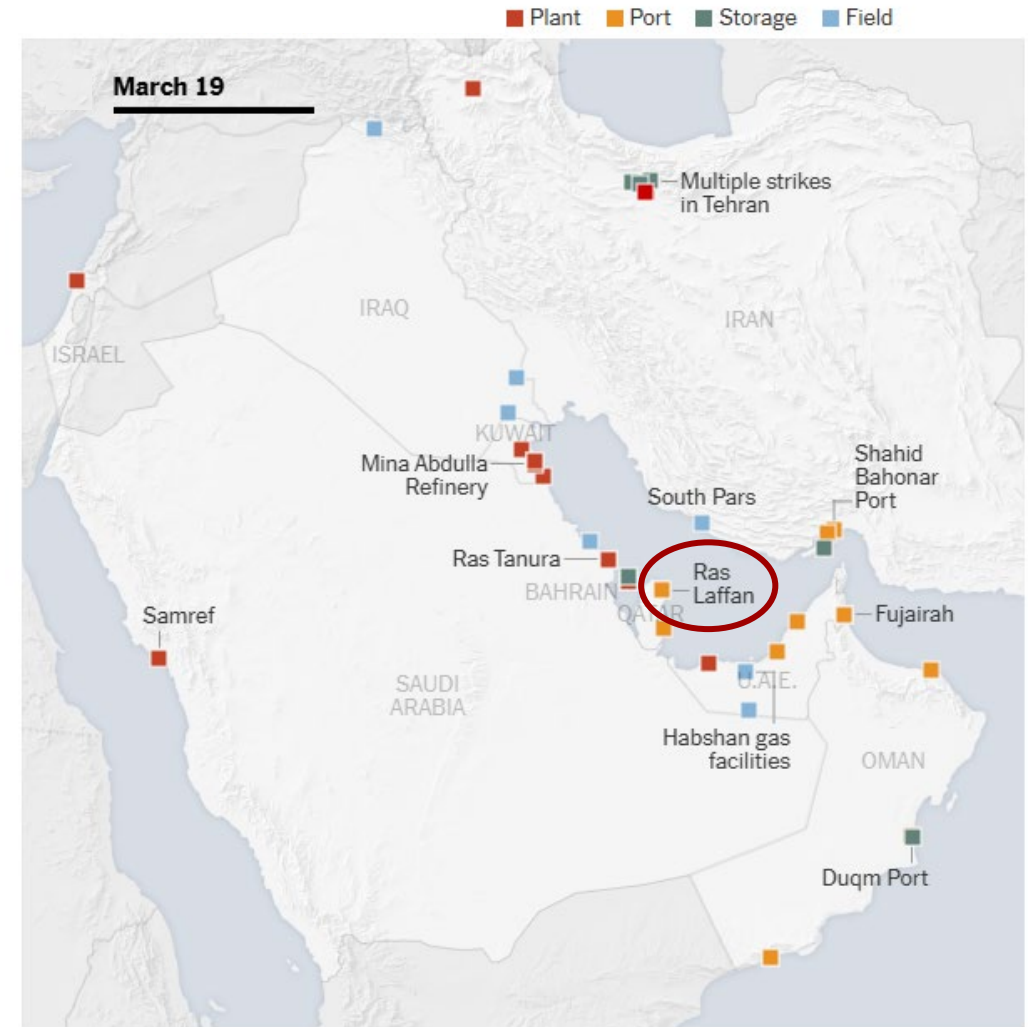 Plant Port Storage Field
March 19
Multiple strikes
in Tehran
IRAQ
IRAN
ISRAEL
KUWAIT
Mina Abdulla
Refinery
Shahid
Bahonar
Port
South Pars
Ras Tanura
BAHRAIN
Ras
Laffan
QATAR
Samref
Fujairah
SAUDI
ARABIA
U.A.E.
Habshan gas
facilities
OMAN
Duqm Port